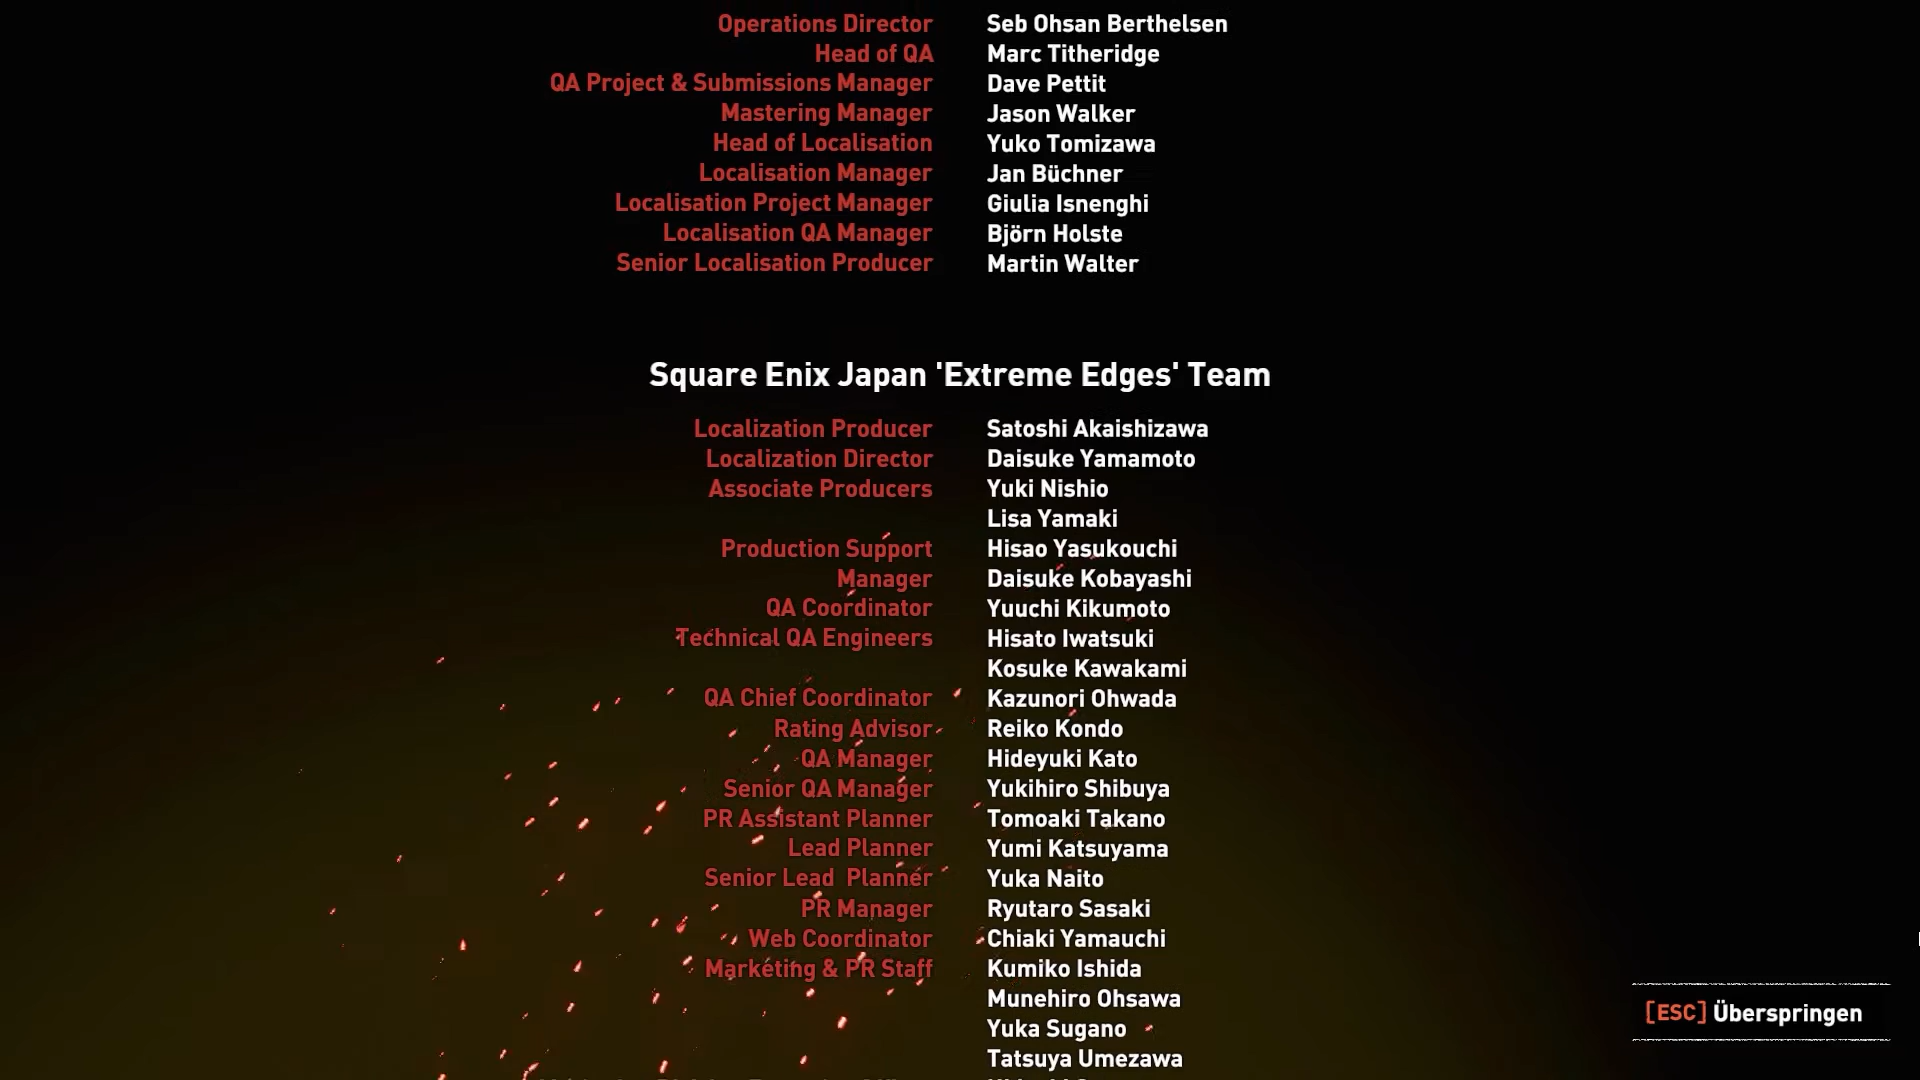 Operations Director Seb Ohsan Berthelsen
Head of QA Marc Titheridge
QA Project & Submissions Manager Dave Pettit
Mastering Manager Jason Walker
Head of Localisation Yuko Tomizawa
Localisation Manager Jan Büchner
Localisation Project Manager Giulia Isnenghi
Localisation QA Manager Björn Holste
Senior Localisation Producer Martin Walter
Square Enix Japan 'Extreme Edges' Team
Localization Producer Satoshi Akaishizawa
Localization Director Daisuke Yamamoto
Associate Producers Yuki Nishio
Lisa Yamaki
Production Support Hisao Yasukouchi
Manager Daisuke Kobayashi
QA Coordinator Yuuchi Kikumoto
Technical QA Engineers Hisato Iwatsuki
Kosuke Kawakami
QA Chief Coordinator Kazunori Ohwada
Rating Advisor Reiko Kondo
QA Manager Hideyuki Kato
Senior QA Manager Yukihiro Shibuya
PR Assistant Planner Tomoaki Takano
Lead Planner Yumi Katsuyama
Senior Lead Planner Yuka Naito
PR Manager Ryutaro Sasaki
Web Coordinator Chiaki Yamauchi
Marketing & PR Staff Kumiko Ishida
Munehiro Ohsawa
Yuka Sugano
Tatsuya Umezawa
[ESC] Überspringen